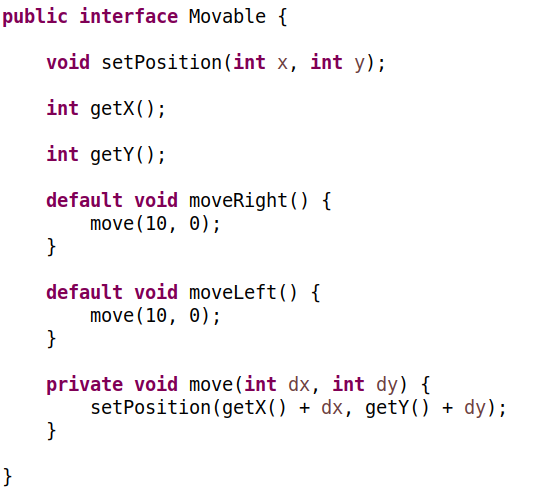 public interface Movable {
void setPosition(int x, int y);
int getX();
int getY();
default void moveRight() {
move(10, 0);
}
default void moveLeft() {
move(10, 0);
}
private void move(int dx, int dy) {
setPosition(getX() + dx, getY() + dy);
}
}